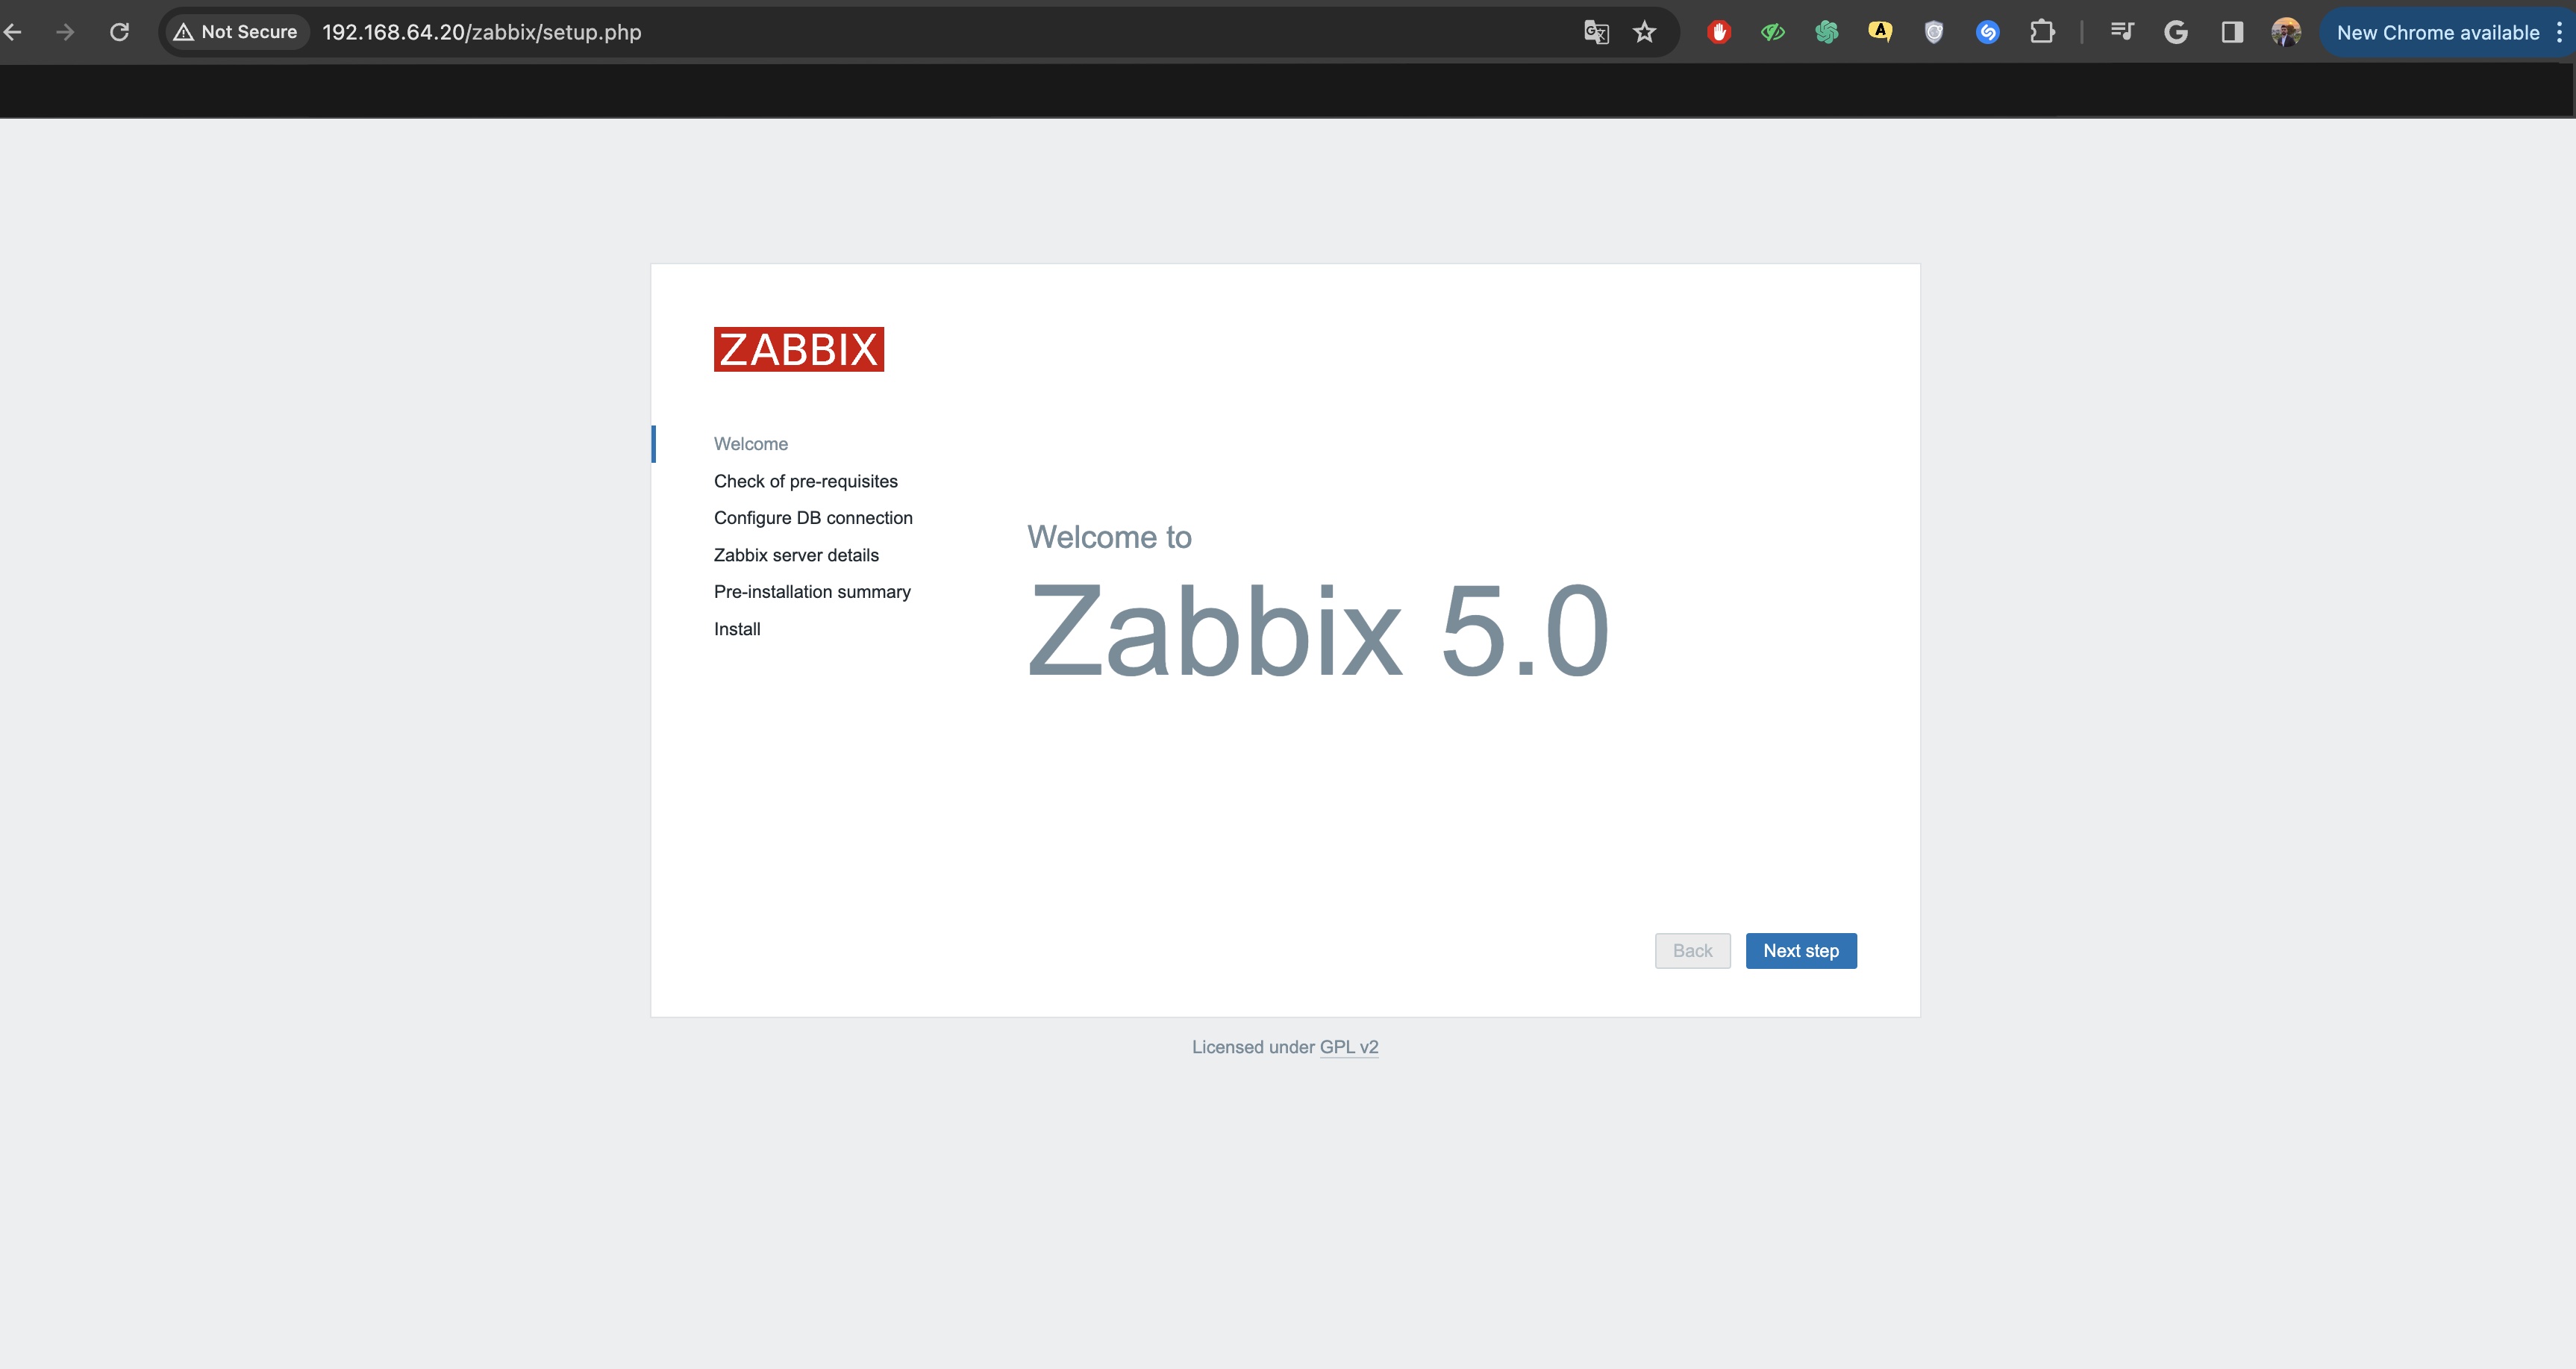 Not Secure 192.168.64.20/zabbix/setup.php New Chrome available
ZABBIX
Welcome
Check of pre-requisites
Configure DB connection
Zabbix server details
Pre-installation summary
Install
Welcome to
Zabbix 5.0
Back Next step
Licensed under GPL v2